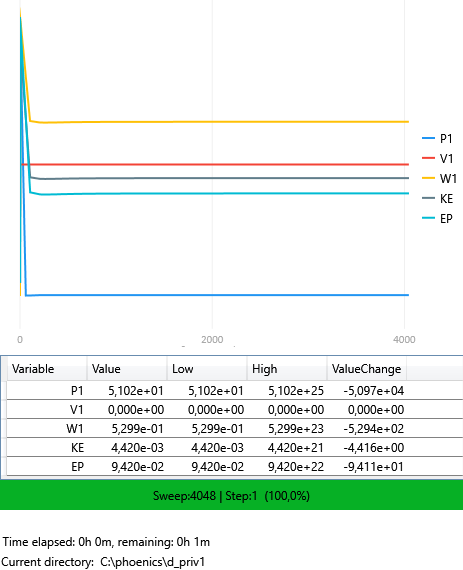 P1
V1
W1
KE
EP
0 2000 4000
Variable Value Low High ValueChange
P1 5,102e+01 5,102e+01 5,102e+25 -5,097e+04
V1 0,000e+00 0,000e+00 0,000e+00 0,000e+00
W1 5,299e-01 5,299e-01 5,299e+23 -5,294e+02
KE 4,420e-03 4,420e-03 4,420e+21 -4,416e+00
EP 9,420e-02 9,420e-02 9,420e+22 -9,411e+01
Sweep:4048 | Step:1 (100,0%)
Time elapsed: 0h 0m, remaining: 0h 1m
Current directory: C:\phoenics\d_priv1